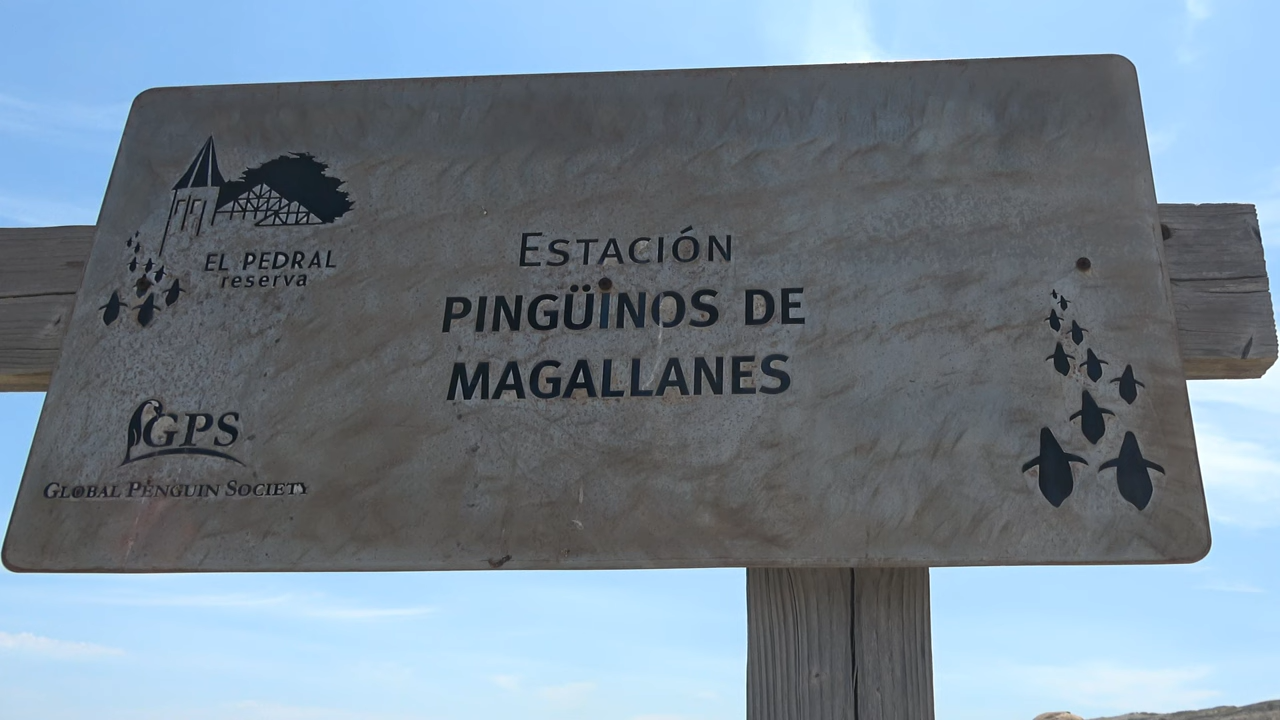 EL PEDRAL
reserva
ESTACIÓN
PINGÜINOS DE
MAGALLANES
GPS
GLOBAL PENGUIN SOCIETY